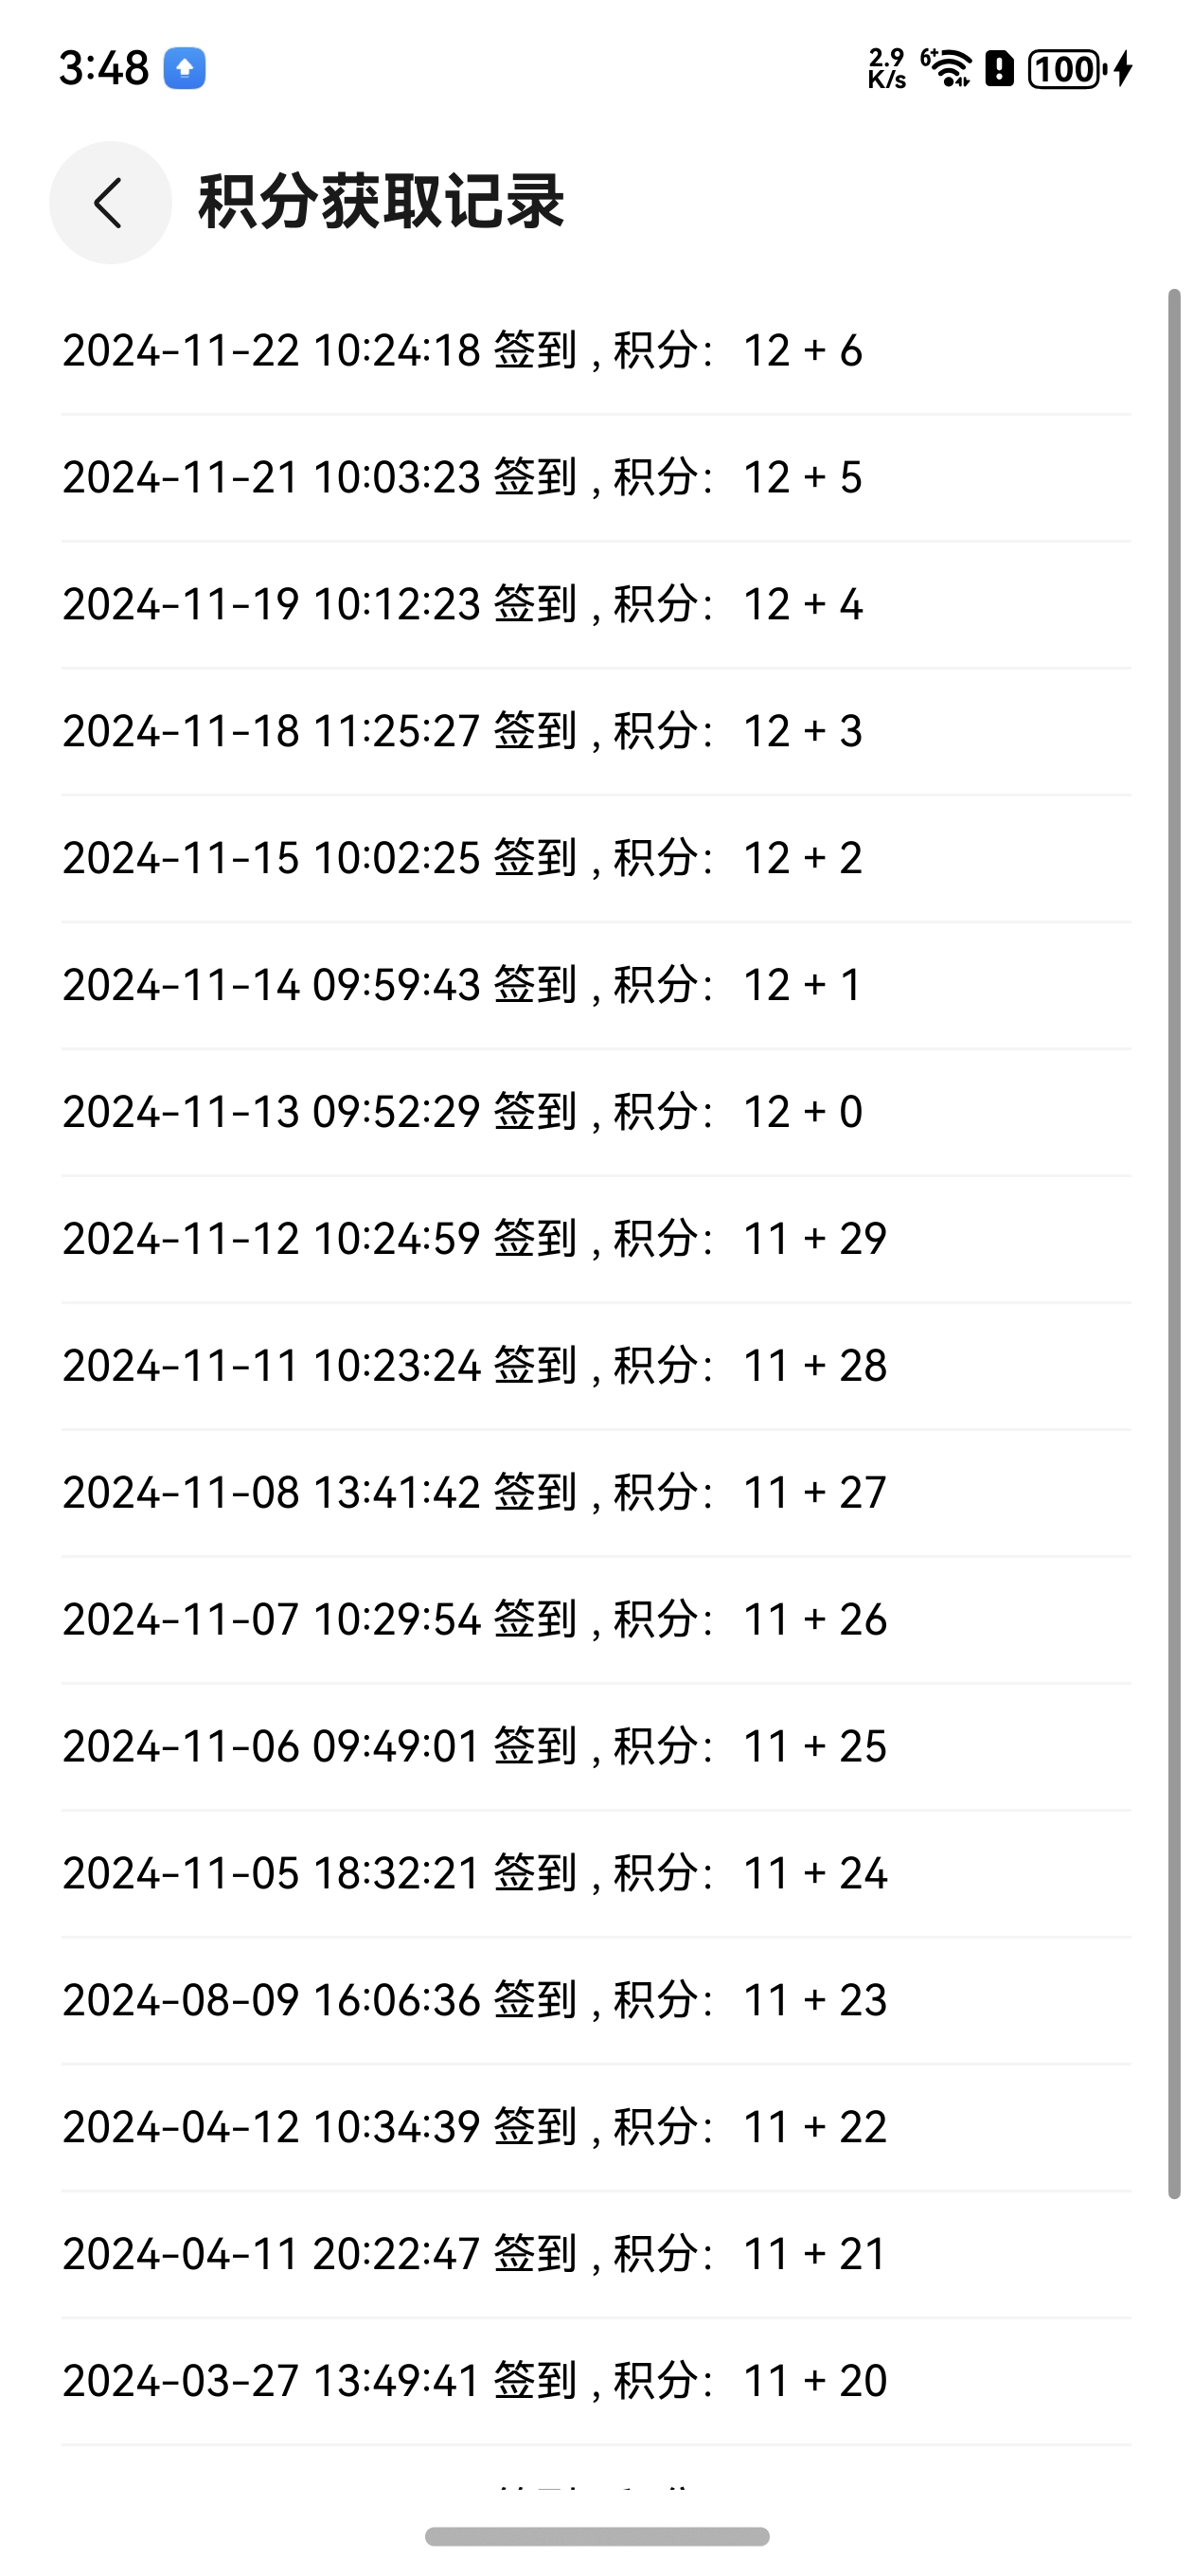 3:48
2.9
K/s
6+
100
积分获取记录
2024-11-22 10:24:18 签到 , 积分：12 + 6
2024-11-21 10:03:23 签到 , 积分：12 + 5
2024-11-19 10:12:23 签到 , 积分：12 + 4
2024-11-18 11:25:27 签到 , 积分：12 + 3
2024-11-15 10:02:25 签到 , 积分：12 + 2
2024-11-14 09:59:43 签到 , 积分：12 + 1
2024-11-13 09:52:29 签到 , 积分：12 + 0
2024-11-12 10:24:59 签到 , 积分：11 + 29
2024-11-11 10:23:24 签到 , 积分：11 + 28
2024-11-08 13:41:42 签到 , 积分：11 + 27
2024-11-07 10:29:54 签到 , 积分：11 + 26
2024-11-06 09:49:01 签到 , 积分：11 + 25
2024-11-05 18:32:21 签到 , 积分：11 + 24
2024-08-09 16:06:36 签到 , 积分：11 + 23
2024-04-12 10:34:39 签到 , 积分：11 + 22
2024-04-11 20:22:47 签到 , 积分：11 + 21
2024-03-27 13:49:41 签到 , 积分：11 + 20